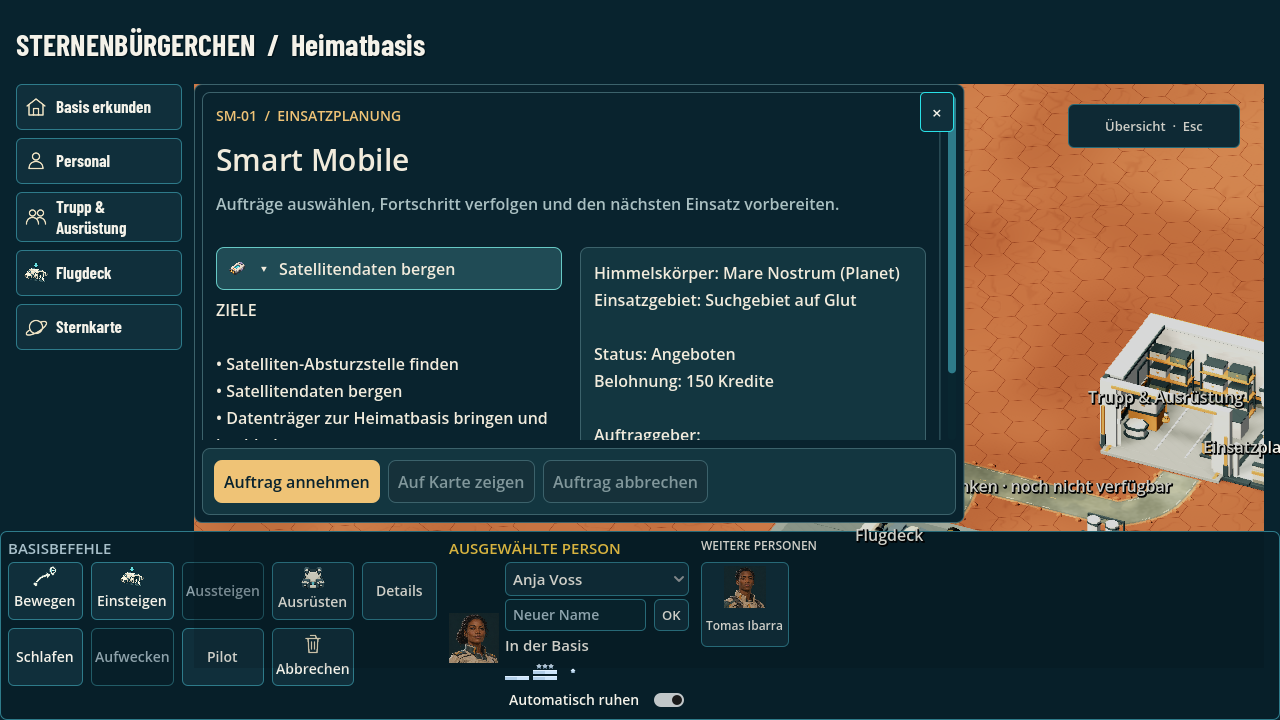 STERNENBÜRGERCHEN / Heimatbasis
Basis erkunden
Personal
Trupp &
Ausrüstung
Flugdeck
Sternkarte
SM-01 / EINSATZPLANUNG
×
Smart Mobile
Aufträge auswählen, Fortschritt verfolgen und den nächsten Einsatz vorbereiten.
▾ Satellitendaten bergen
ZIELE
• Satelliten-Absturzstelle finden
• Satellitendaten bergen
• Datenträger zur Heimatbasis bringen und
Himmelskörper: Mare Nostrum (Planet)
Einsatzgebiet: Suchgebiet auf Glut
Status: Angeboten
Belohnung: 150 Kredite
Auftraggeber:
Auftrag annehmen
Auf Karte zeigen
Auftrag abbrechen
Übersicht · Esc
Trupp & Ausrüstung
Einsatzpla
nken · noch nicht verfügbar
Flugdeck
BASISBEFEHLE
Bewegen
Einsteigen
Aussteigen
Ausrüsten
Details
Schlafen
Aufwecken
Pilot
Abbrechen
AUSGEWÄHLTE PERSON
Anja Voss
Neuer Name
OK
In der Basis
Automatisch ruhen
WEITERE PERSONEN
Tomas Ibarra